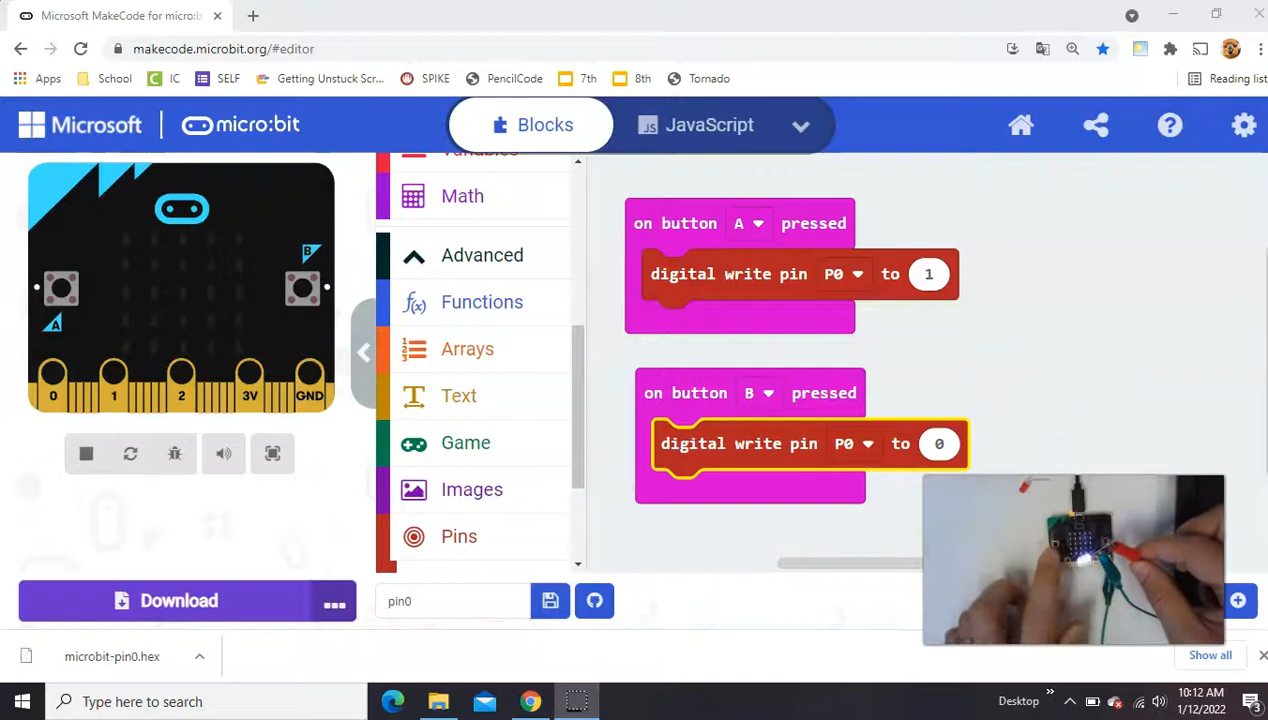 Microsoft MakeCode for micro:b
makecode.microbit.org/#editor
Apps School IC SELF Getting Unstuck Scr... SPIKE PencilCode 7th 8th Tornado Reading list
Microsoft micro:bit Blocks JS JavaScript
Variables
Math
Advanced
Functions
Arrays
Text
Game
Images
Pins
B
A
0 1 2 3V GND
on button A pressed
digital write pin P0 to 1
on button B pressed
digital write pin P0 to 0
Download ... pin0
microbit-pin0.hex Show all
Type here to search Desktop 10:12 AM
1/12/2022
3